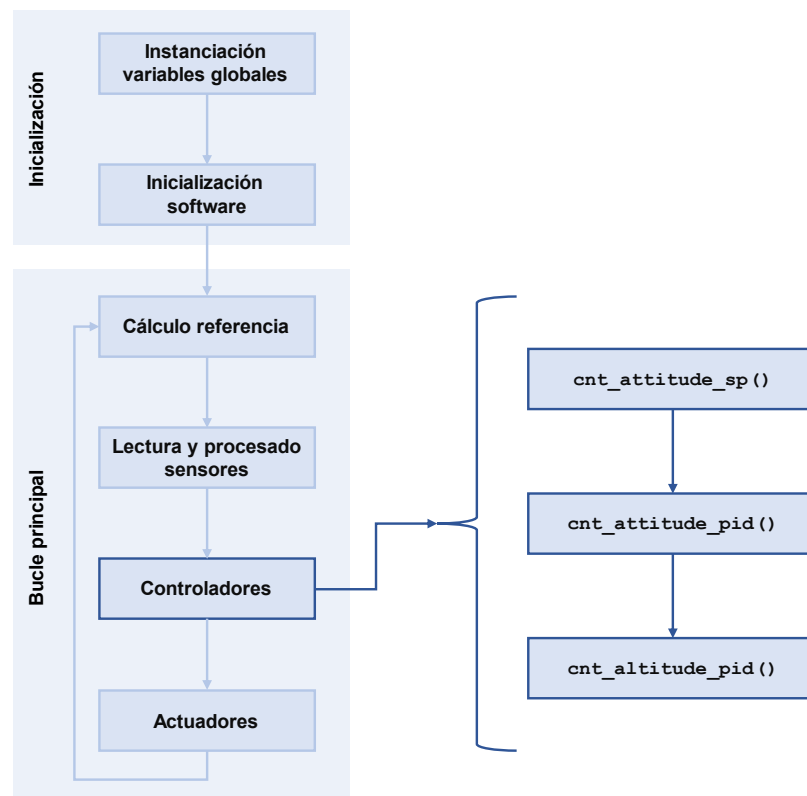 Inicialización
Instanciación
variables globales
Inicialización
software
Bucle principal
Cálculo referencia
Lectura y procesado
sensores
Controladores
Actuadores
cnt_attitude_sp()
cnt_attitude_pid()
cnt_altitude_pid()